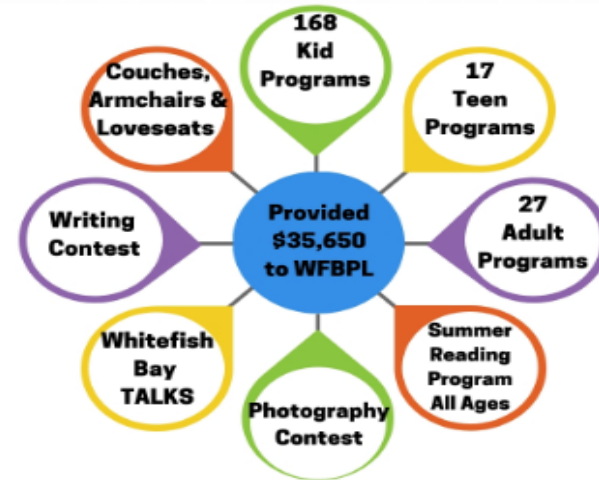 168
Kid
Programs
17
Teen
Programs
27
Adult
Programs
Summer
Reading
Program
All Ages
Photography
Contest
Whitefish
Bay
TALKS
Writing
Contest
Couches,
Armchairs &
Loveseats
Provided
$35,650
to WFBPL